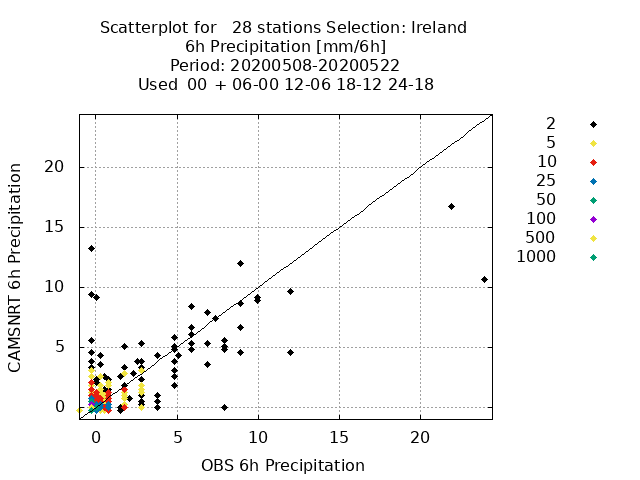 Scatterplot for   28 stations Selection: Ireland
6h Precipitation [mm/6h]
Period: 20200508-20200522
Used  00 + 06-00 12-06 18-12 24-18
CAMSNRT 6h Precipitation
20
15
10
5
0
0 5 10 15 20
OBS 6h Precipitation
2
5
10
25
50
100
500
1000